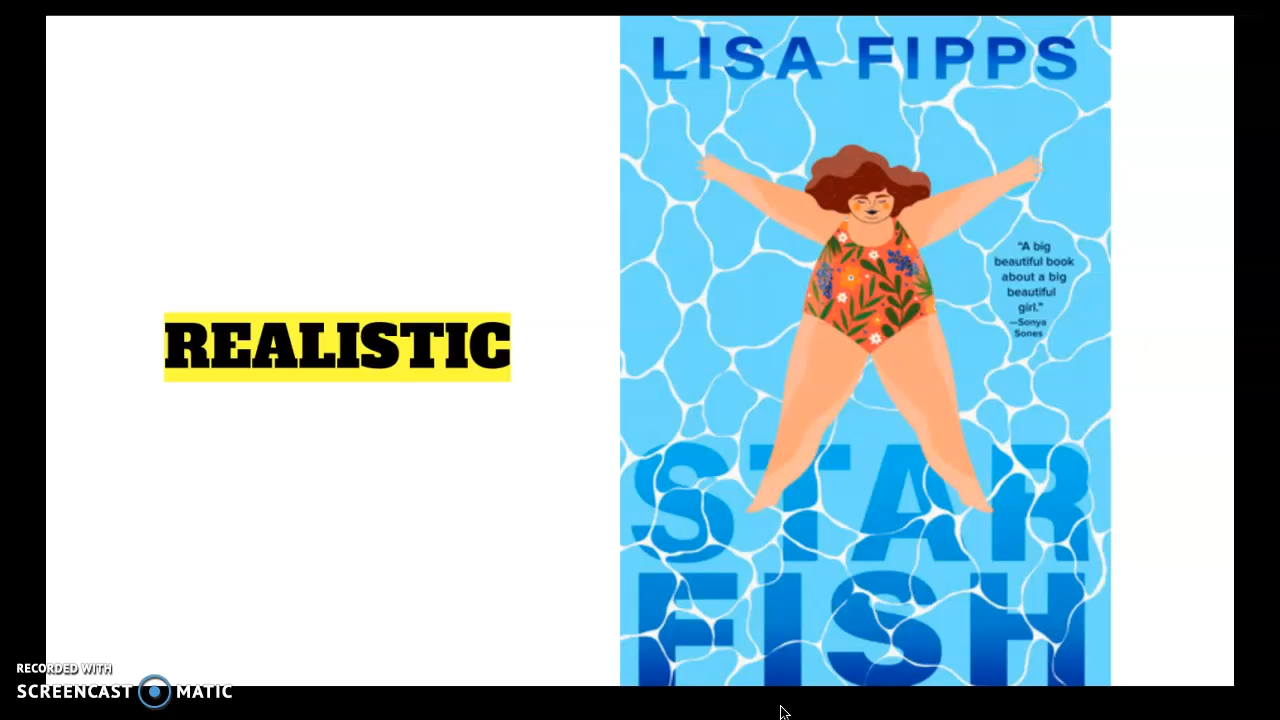 LISA FIPPS
"A big
beautiful book
about a big
beautiful
girl."
—Sonya
Sones
REALISTIC
STAR
FISH
RECORDED WITH
SCREENCAST MATIC